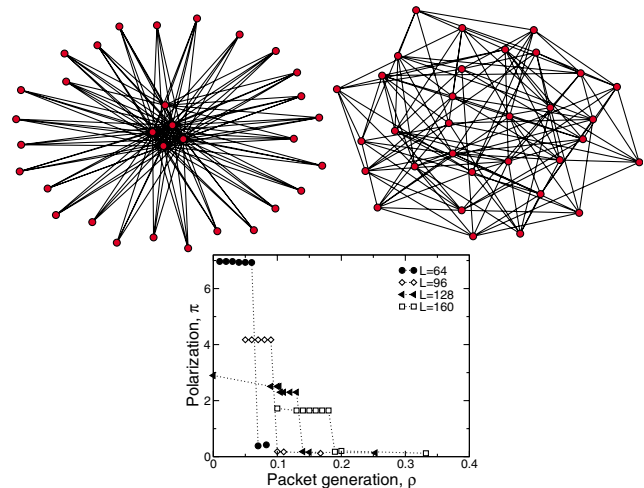 6
4
2
0
Polarization, π
L=64
L=96
L=128
L=160
0 0.1 0.2 0.3 0.4
Packet generation, ρ